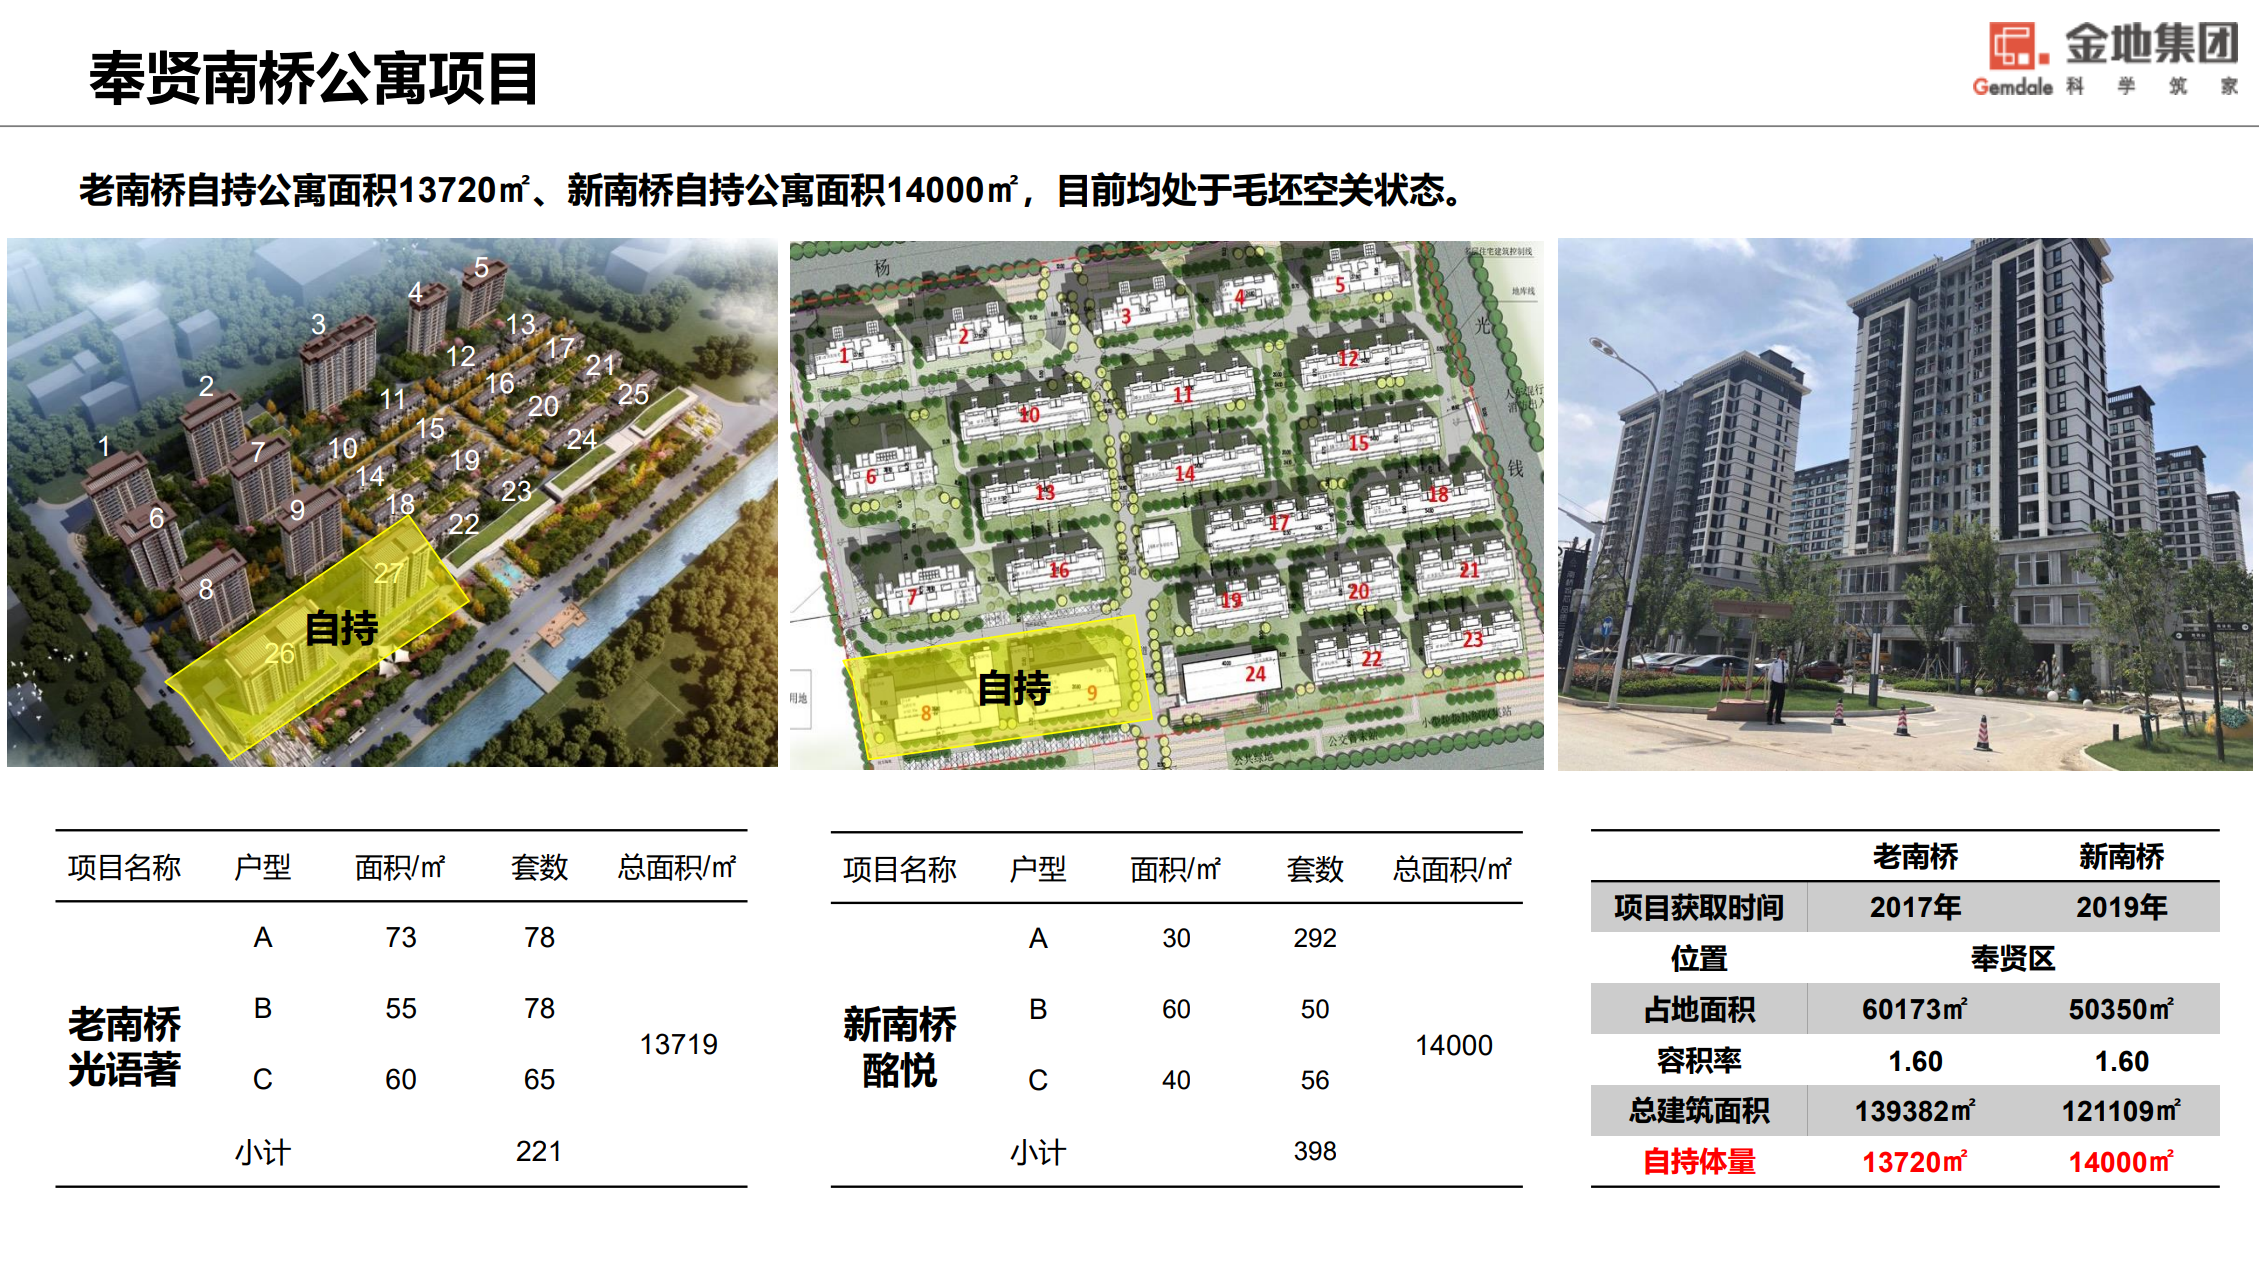 奉贤南桥公寓项目
金地集团
Gemdale 科学筑家
老南桥自持公寓面积13720㎡、新南桥自持公寓面积14000㎡，目前均处于毛坯空关状态。
1
2
3
4
5
6
7
8
9
10
11
12
13
14
15
16
17
18
19
20
21
22
23
24
25
26
27
自持
杨
光
钱
地库线
用地
1
2
3
4
5
6
7
8
9
10
11
12
13
14
15
16
17
18
19
20
21
22
23
24
自持
公共绿地
项目名称 户型 面积/㎡ 套数 总面积/㎡
老南桥
光语著
A 73 78
B 55 78
C 60 65
小计 221
13719
项目名称 户型 面积/㎡ 套数 总面积/㎡
新南桥
酩悦
A 30 292
B 60 50
C 40 56
小计 398
14000
老南桥 新南桥
项目获取时间 2017年 2019年
位置 奉贤区
占地面积 60173㎡ 50350㎡
容积率 1.60 1.60
总建筑面积 139382㎡ 121109㎡
自持体量 13720㎡ 14000㎡